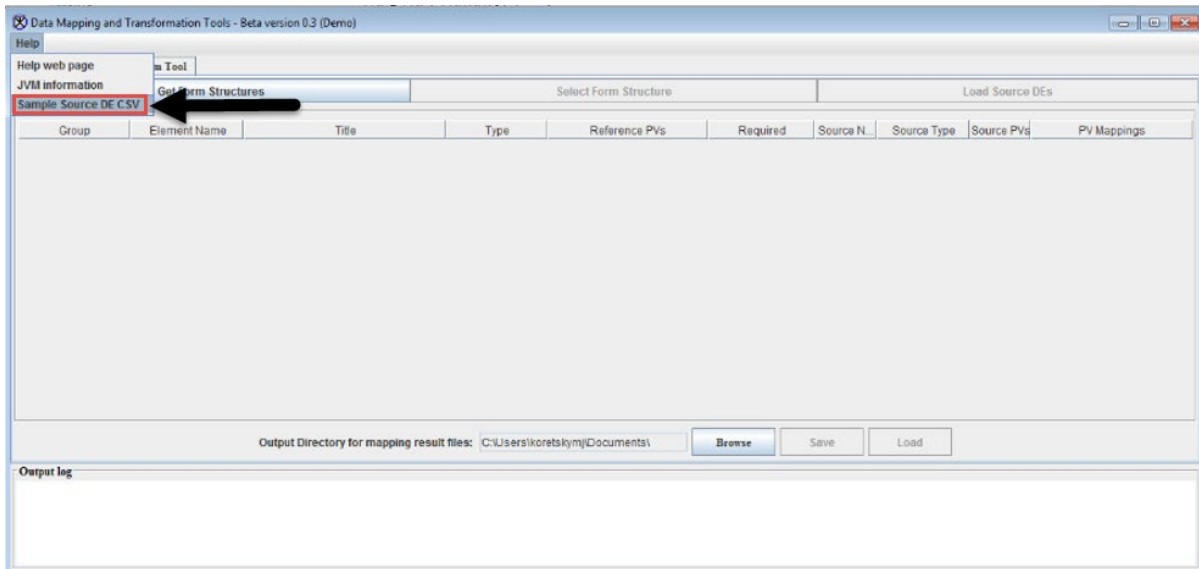 Data Mapping and Transformation Tools - Beta version 0.3 (Demo)
Help
Help web page
m Tool
JVM information
Get Form Structures
Select Form Structure
Load Source DEs
Sample Source DE CSV
Group Element Name Title Type Reference PVs Required Source N... Source Type Source PVs PV Mappings
Output Directory for mapping result files: C:\Users\koretskymj\Documents\ Browse Save Load
Output log